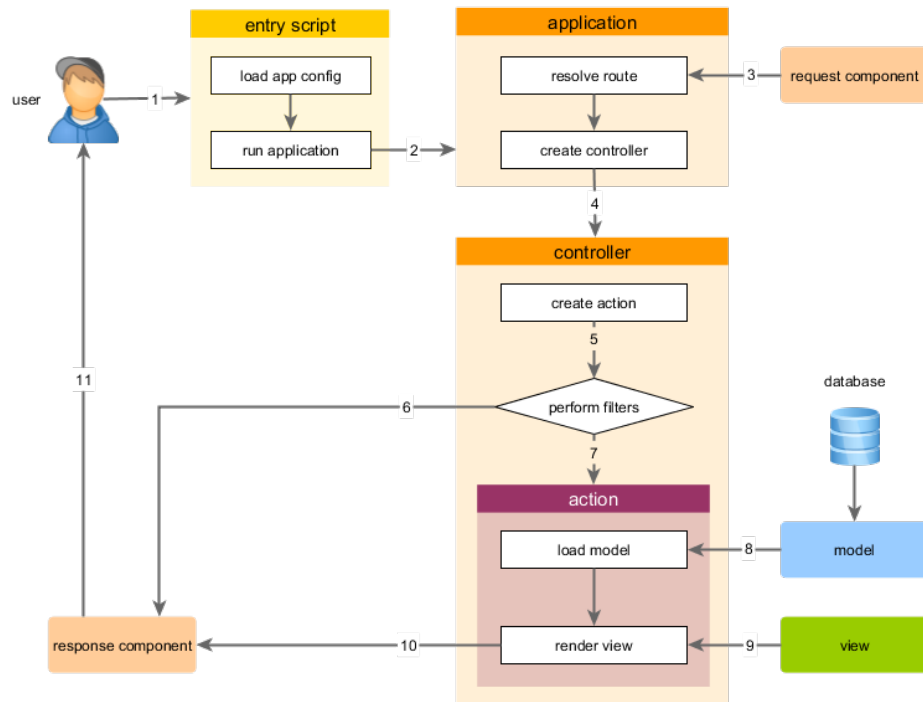 entry script
application
load app config
resolve route
3
request component
user
1
run application
2
create controller
4
controller
create action
5
11
6
perform filters
database
7
action
load model
8
model
response component
10
render view
9
view